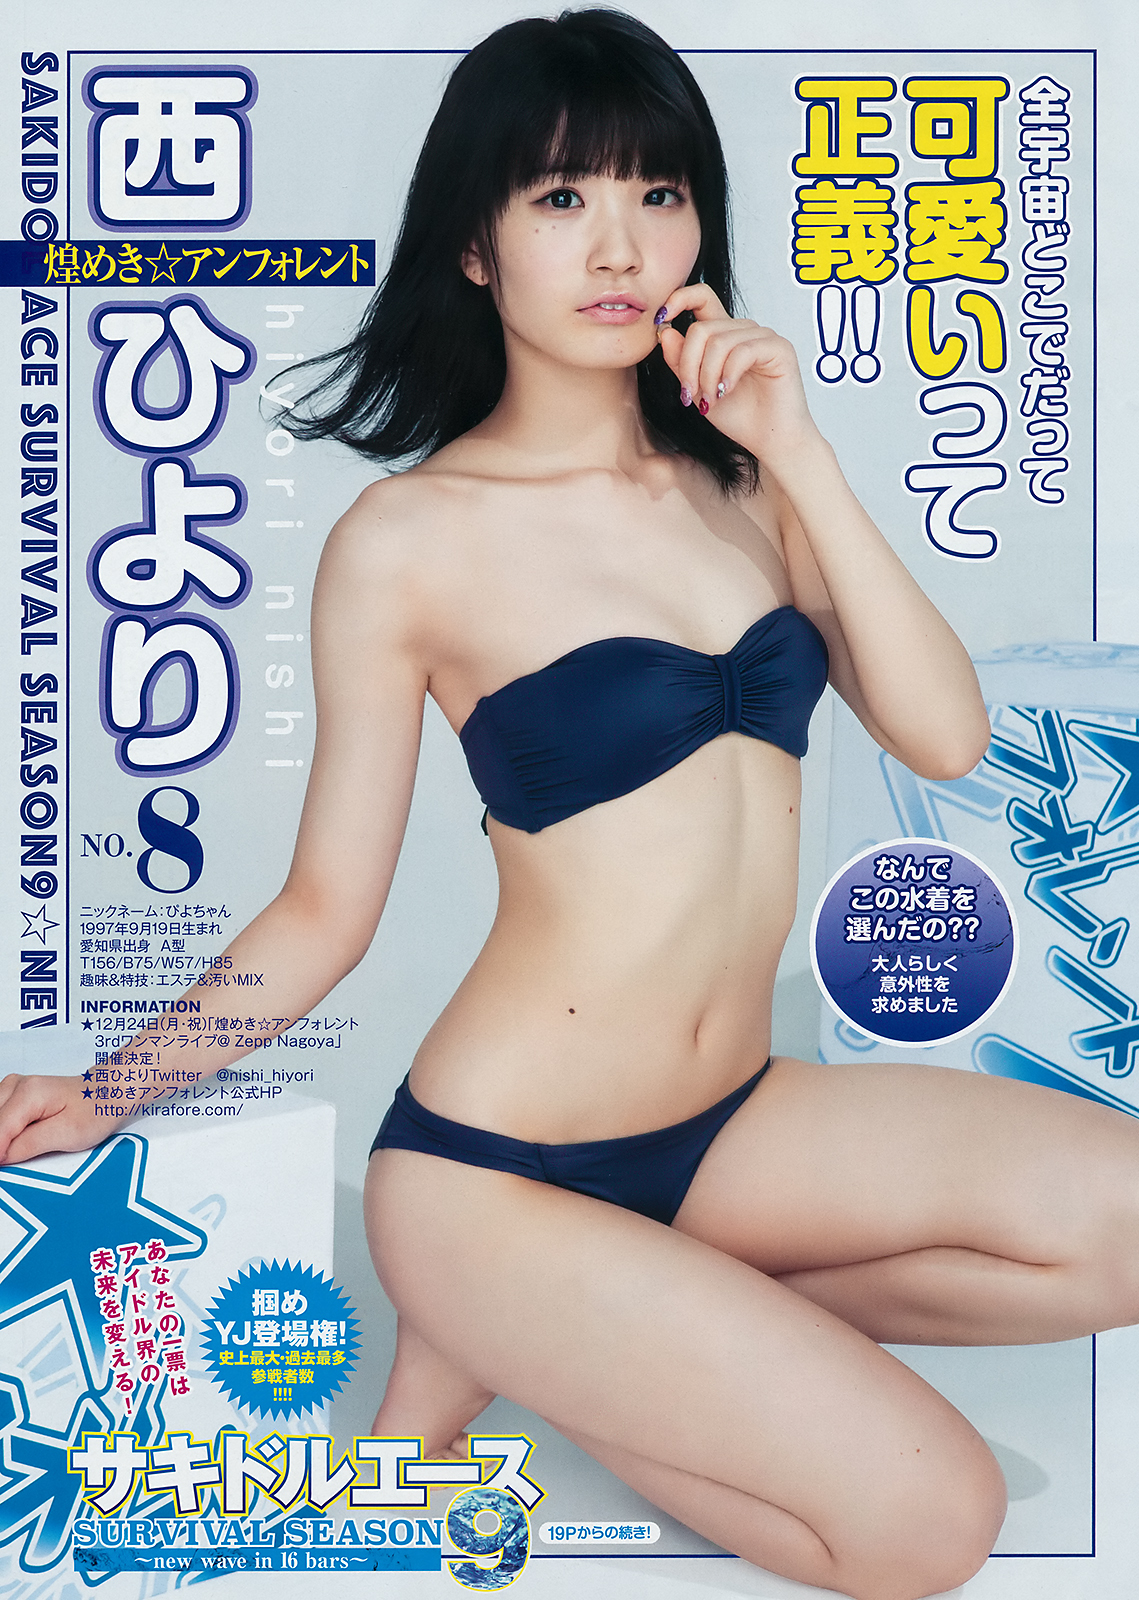 SAKIDOL ACE SURVIVAL SEASON9☆NEW
西ひより
煌めき☆アンフォレント
hiyori nishi
NO.8
ニックネーム：ぴよちゃん
1997年9月19日生まれ
愛知県出身 A型
T156/B75/W57/H85
趣味&特技：エステ&汚いMIX
INFORMATION
★12月24日(月・祝)「煌めき☆アンフォレント
3rdワンマンライブ@ Zepp Nagoya」
開催決定！
★西ひよりTwitter @nishi_hiyori
★煌めきアンフォレント公式HP
http://kirafore.com/
全宇宙どこでだって
可愛いって
正義!!
なんで
この水着を
選んだの??
大人らしく
意外性を
求めました
あなたの一票は
アイドル界の
未来を変える！
掴め
YJ登場権!
史上最大・過去最多
参戦者数
!!!!
サキドルエース
SURVIVAL SEASON9
～new wave in 16 bars～
19Pからの続き!